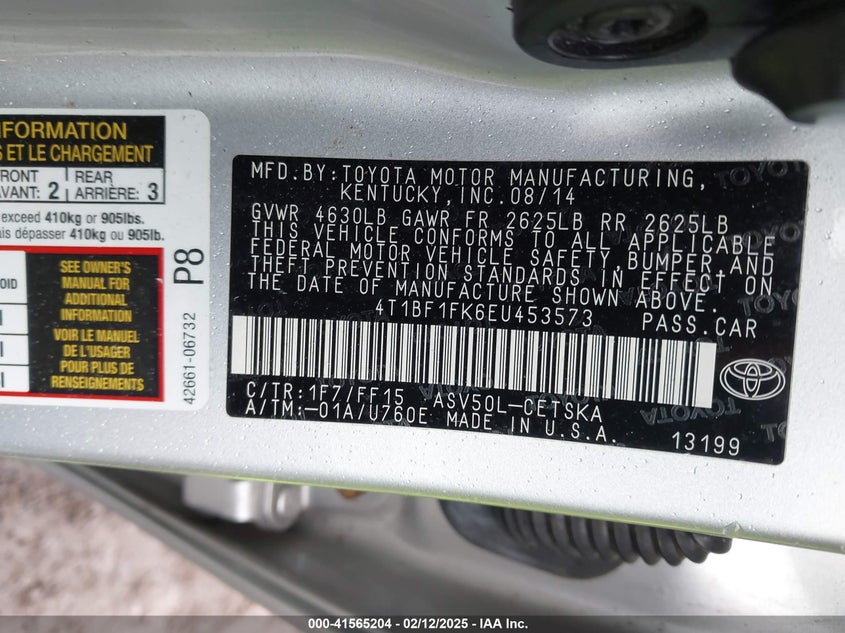 INFORMATION
S ET LE CHARGEMENT
FRONT
AVANT: 2
REAR
ARRIÈRE: 3
exceed 410kg or 905lbs.
ais dépasser 410kg ou 905lb.
SEE OWNER'S
MANUAL FOR
ADDITIONAL
INFORMATION
VOIR LE MANUEL
DE L'USAGER
POUR PLUS DE
RENSEIGNEMENTS
P8
42661-06732
MFD.BY:TOYOTA MOTOR MANUFACTURING,
KENTUCKY,INC.08/14
GVWR 4630LB GAWR FR 2625LB RR 2625LB
THIS VEHICLE CONFORMS TO ALL APPLICABLE
FEDERAL MOTOR VEHICLE SAFETY,BUMPER,AND
THEFT PREVENTION STANDARDS IN EFFECT ON
THE DATE OF MANUFACTURE SHOWN ABOVE.
4T1BF1FK6EU453573 PASS.CAR
C/TR:1F7/FF15 ASV50L-CETSKA
A/TM:-01A/U760E MADE IN U.S.A.
13199
000-41565204 - 02/12/2025 - IAA Inc.